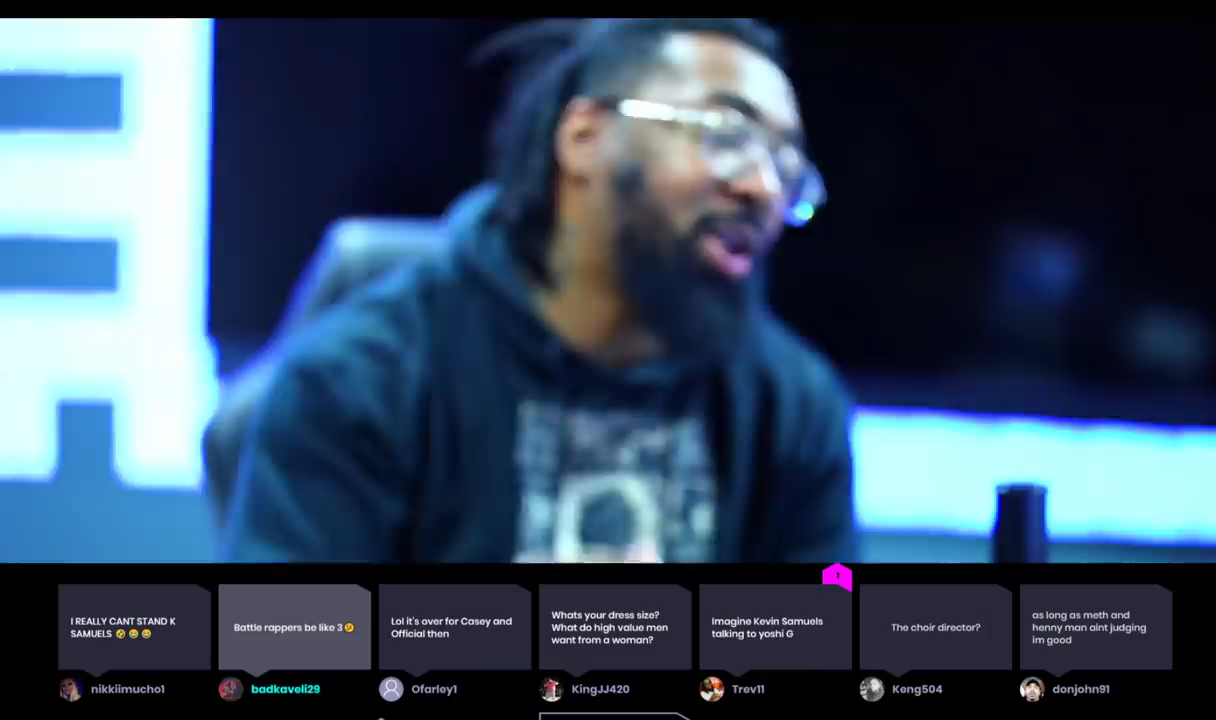 1
I REALLY CANT STAND K
SAMUELS 🤣 😂 😂
Battle rappers be like 3🤨
Lol it's over for Casey and
Official then
Whats your dress size?
What do high value men
want from a woman?
Imagine Kevin Samuels
talking to yoshi G
The choir director?
as long as meth and
henny man aint judging
im good
nikkiimucho1
badkaveli29
Ofarley1
KingJJ420
Trev11
Keng504
donjohn91